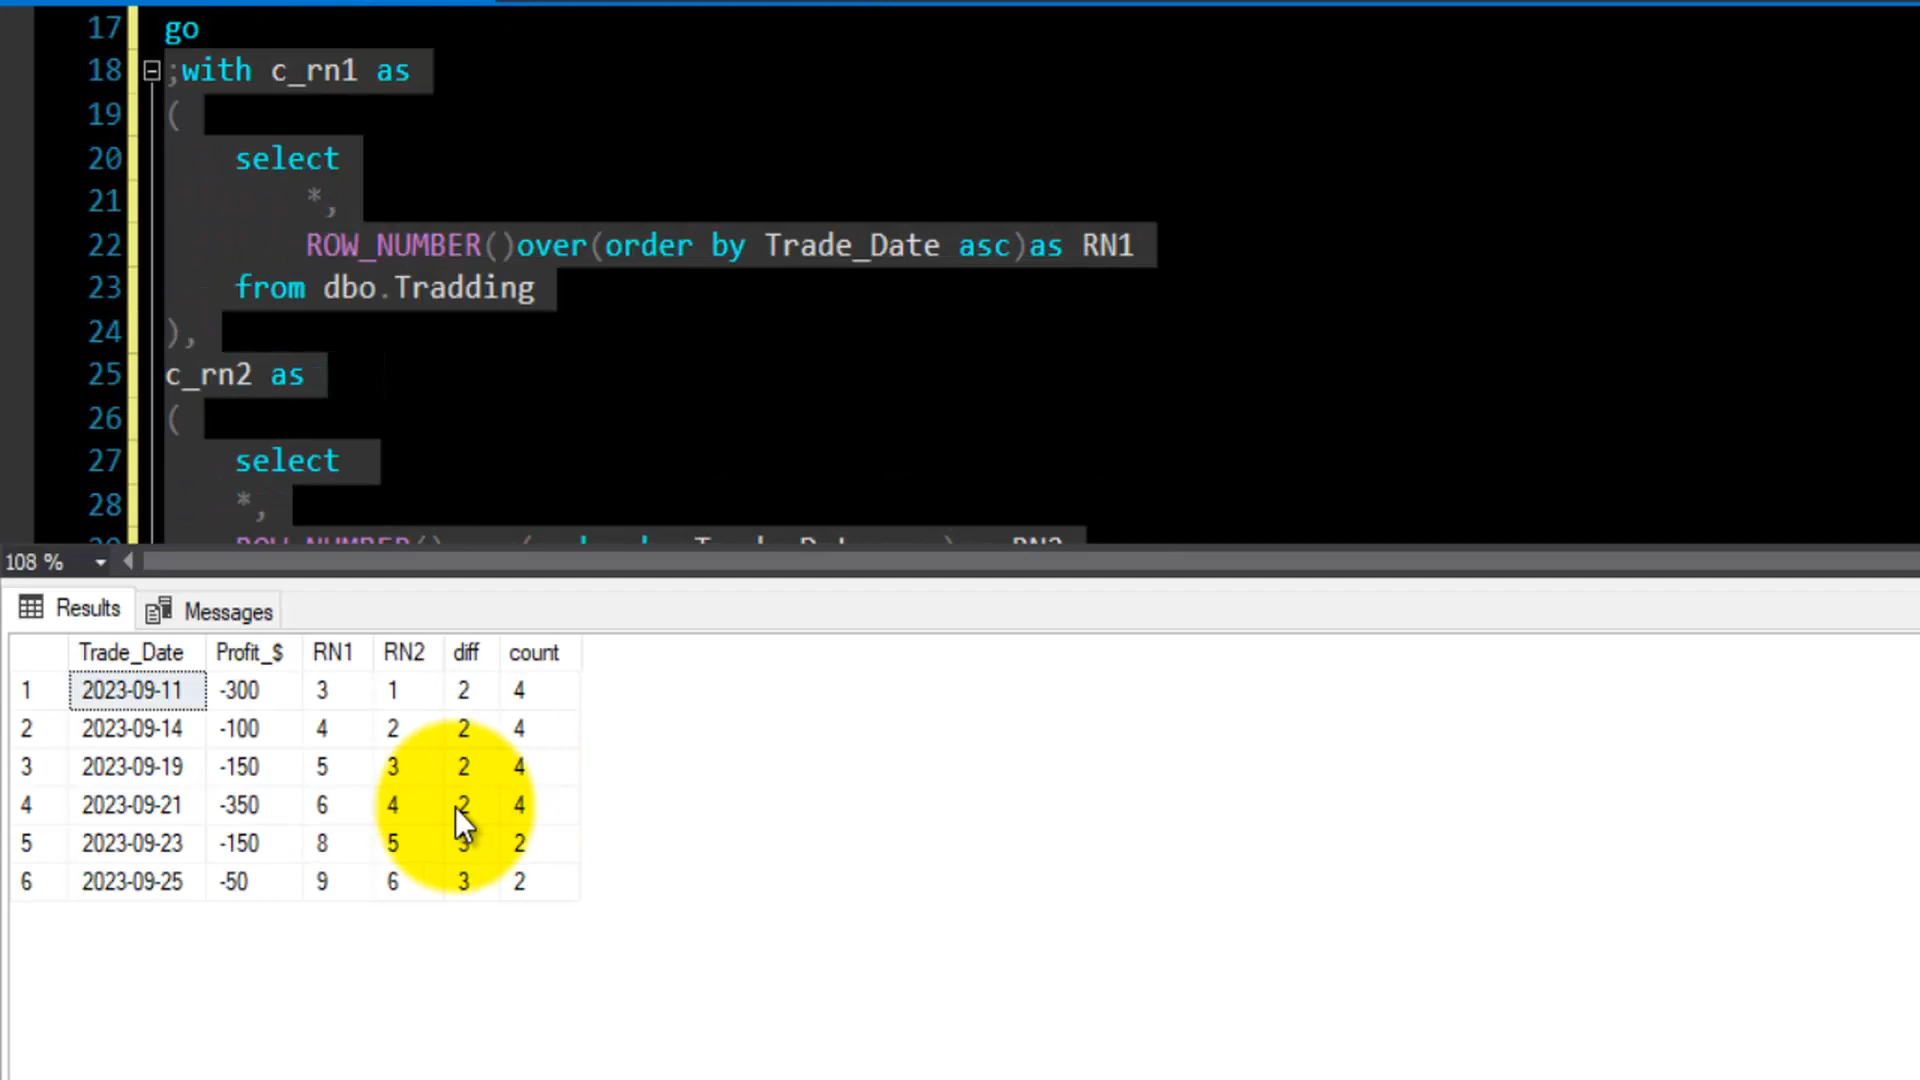 17 go
18 ;with c_rn1 as
19 (
20 select
21 *,
22 ROW_NUMBER()over(order by Trade_Date asc)as RN1
23 from dbo.Tradding
24 ),
25 c_rn2 as
26 (
27 select
28 *,
108 %
Results Messages
Trade_Date Profit_$ RN1 RN2 diff count
1 2023-09-11 -300 3 1 2 4
2 2023-09-14 -100 4 2 2 4
3 2023-09-19 -150 5 3 2 4
4 2023-09-21 -350 6 4 2 4
5 2023-09-23 -150 8 5 3 2
6 2023-09-25 -50 9 6 3 2